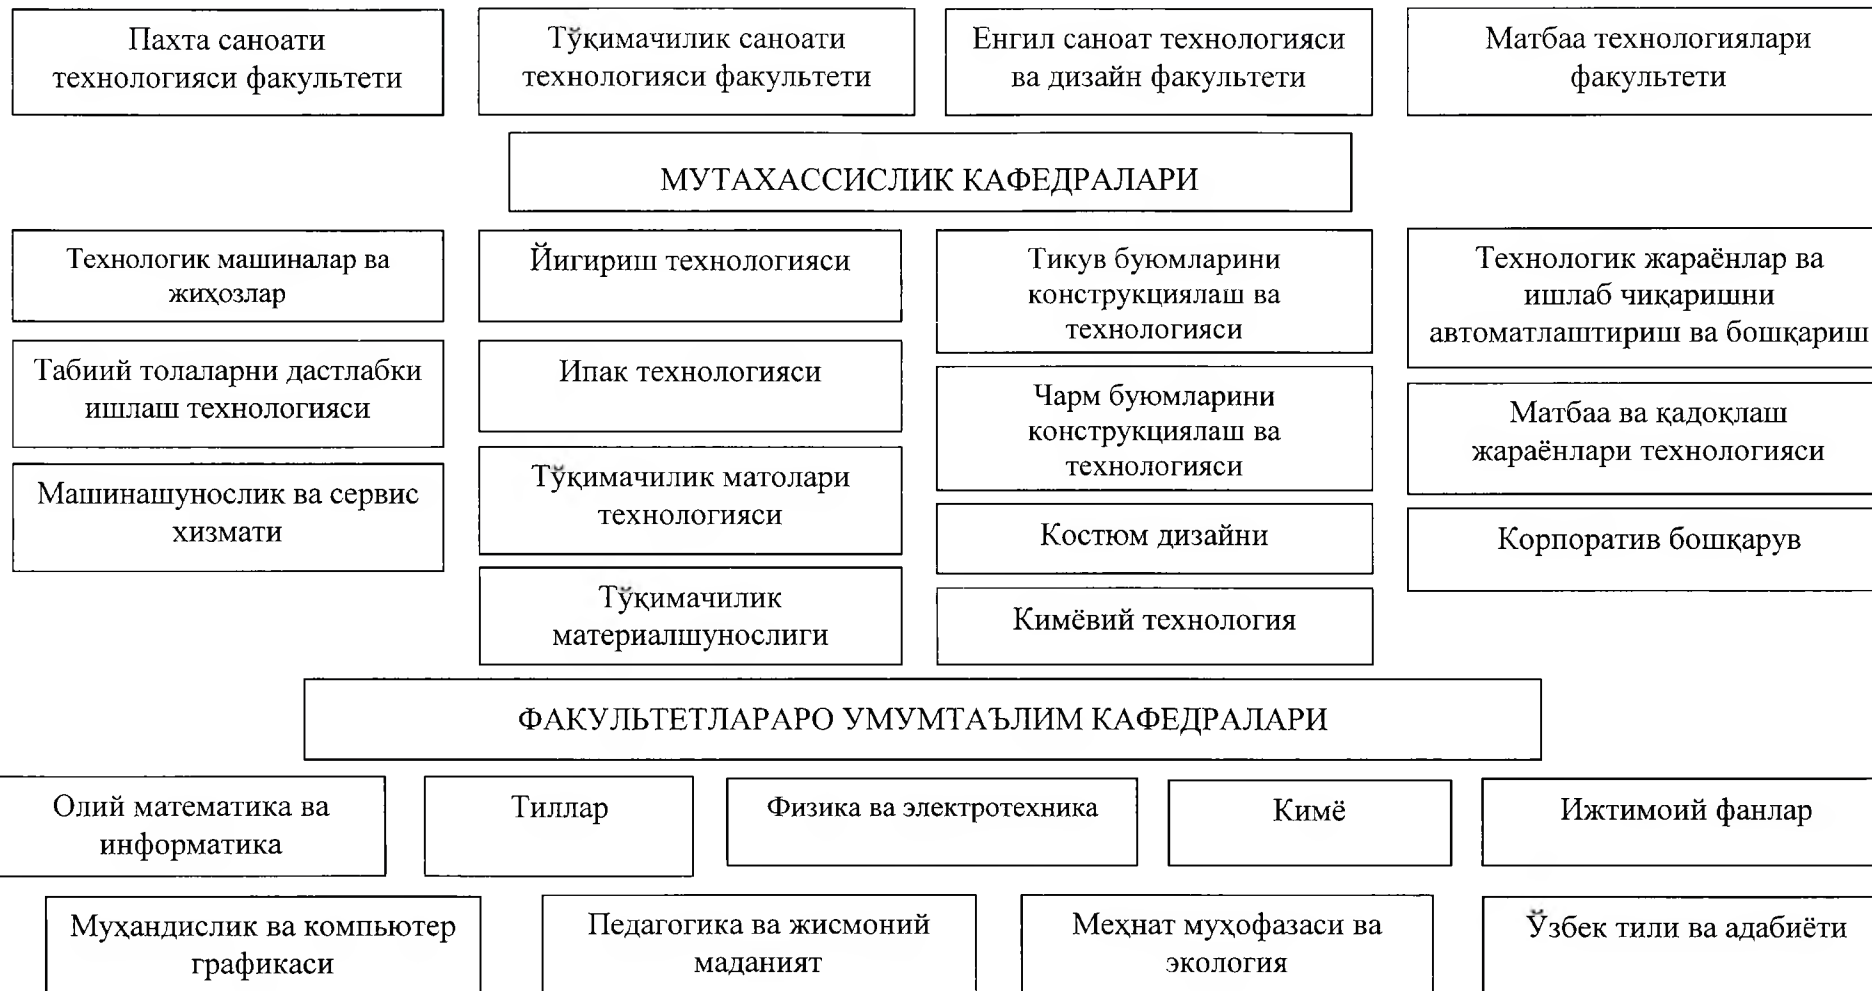 Пахта саноати
технологияси факультети
Тўқимачилик саноати
технологияси факультети
Енгил саноат технологияси
ва дизайн факультети
Матбаа технологиялари
факультети
МУТАХАССИСЛИК КАФЕДРАЛАРИ
Технологик машиналар ва
жиҳозлар
Табиий толаларни дастлабки
ишлаш технологияси
Машинашунослик ва сервис
хизмати
Йигириш технологияси
Ипак технологияси
Тўқимачилик матолари
технологияси
Тўқимачилик
материалшунослиги
Тикув буюмларини
конструкциялаш ва
технологияси
Чарм буюмларини
конструкциялаш ва
технологияси
Костюм дизайни
Кимёвий технология
Технологик жараёнлар ва
ишлаб чиқаришни
автоматлаштириш ва бошқариш
Матбаа ва қадоқлаш
жараёнлари технологияси
Корпоратив бошқарув
ФАКУЛЬТЕТЛАРАРО УМУМТАЪЛИМ КАФЕДРАЛАРИ
Олий математика ва
информатика
Тиллар
Физика ва электротехника
Кимё
Ижтимоий фанлар
Муҳандислик ва компьютер
графикаси
Педагогика ва жисмоний
маданият
Меҳнат муҳофазаси ва
экология
Ўзбек тили ва адабиёти